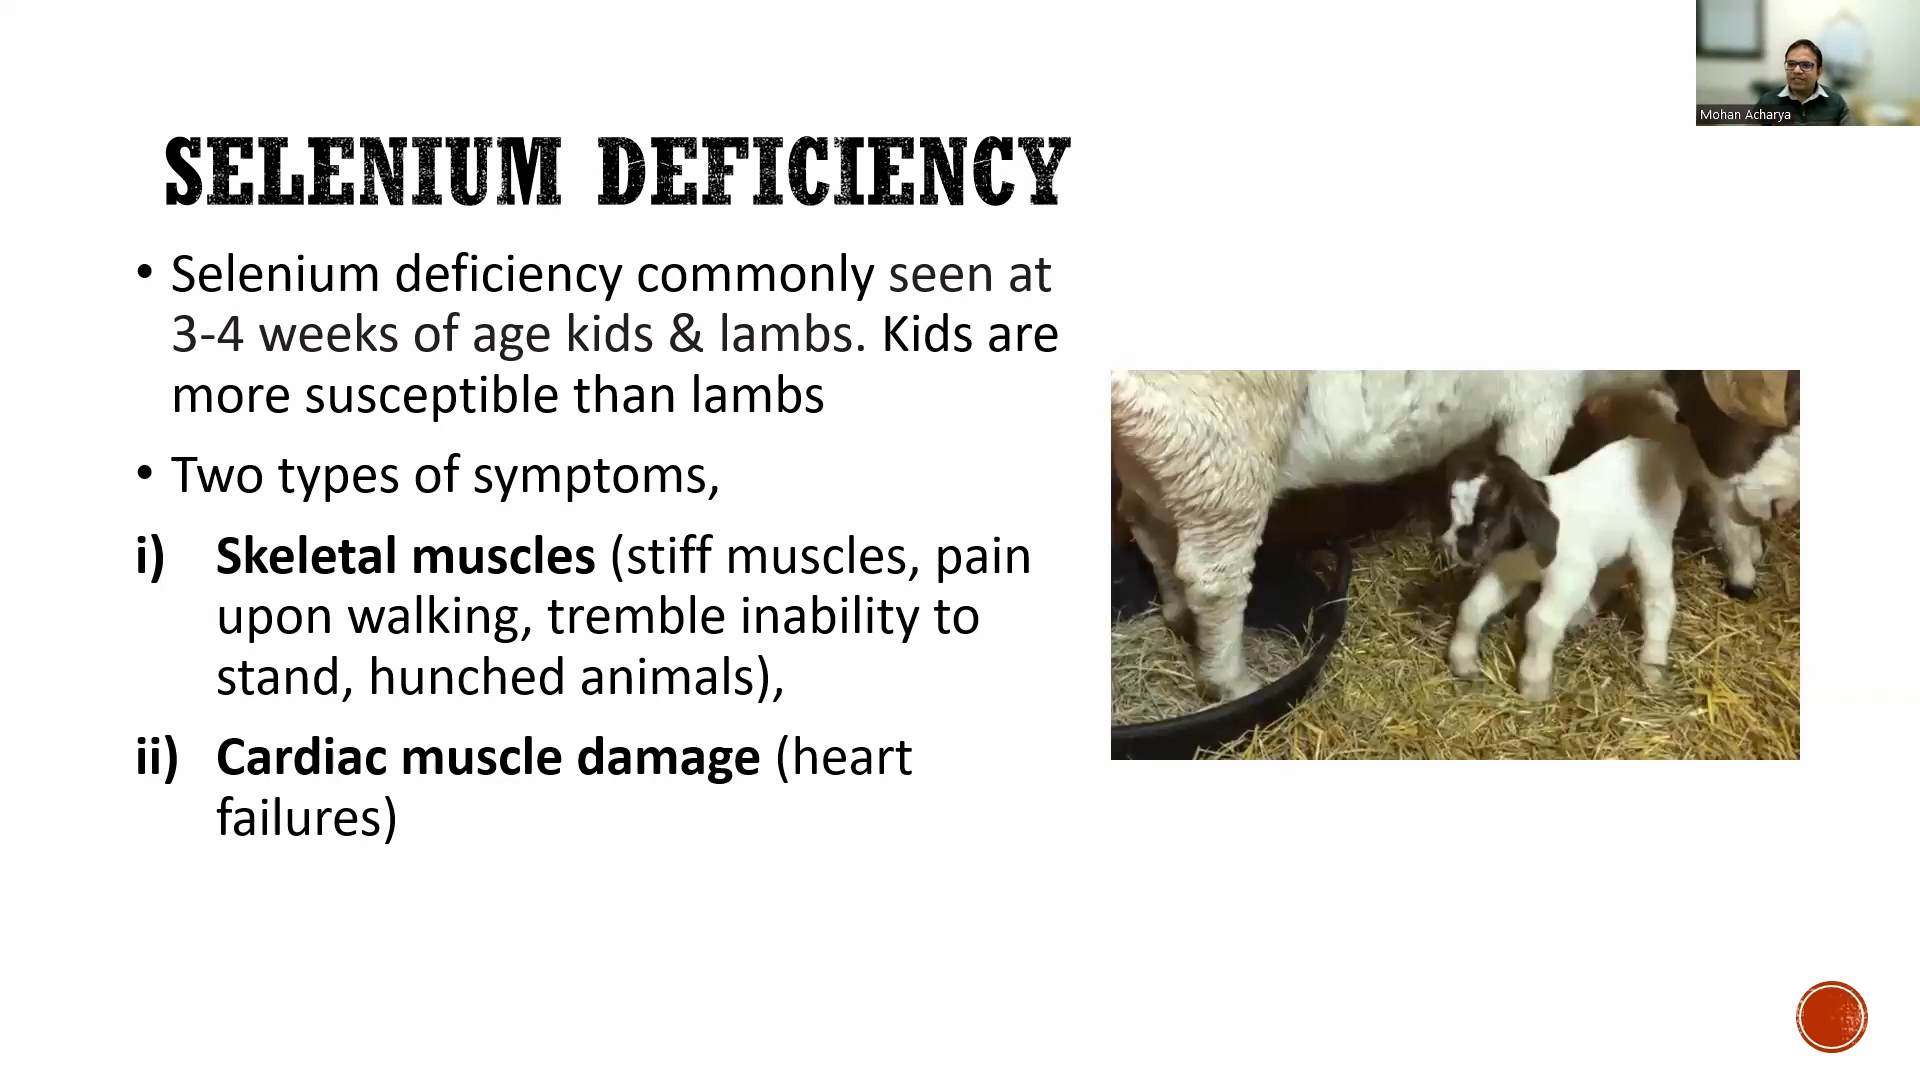 Mohan Acharya
SELENIUM DEFICIENCY
• Selenium deficiency commonly seen at
3-4 weeks of age kids & lambs. Kids are
more susceptible than lambs
• Two types of symptoms,
i) Skeletal muscles (stiff muscles, pain
upon walking, tremble inability to
stand, hunched animals),
ii) Cardiac muscle damage (heart
failures)